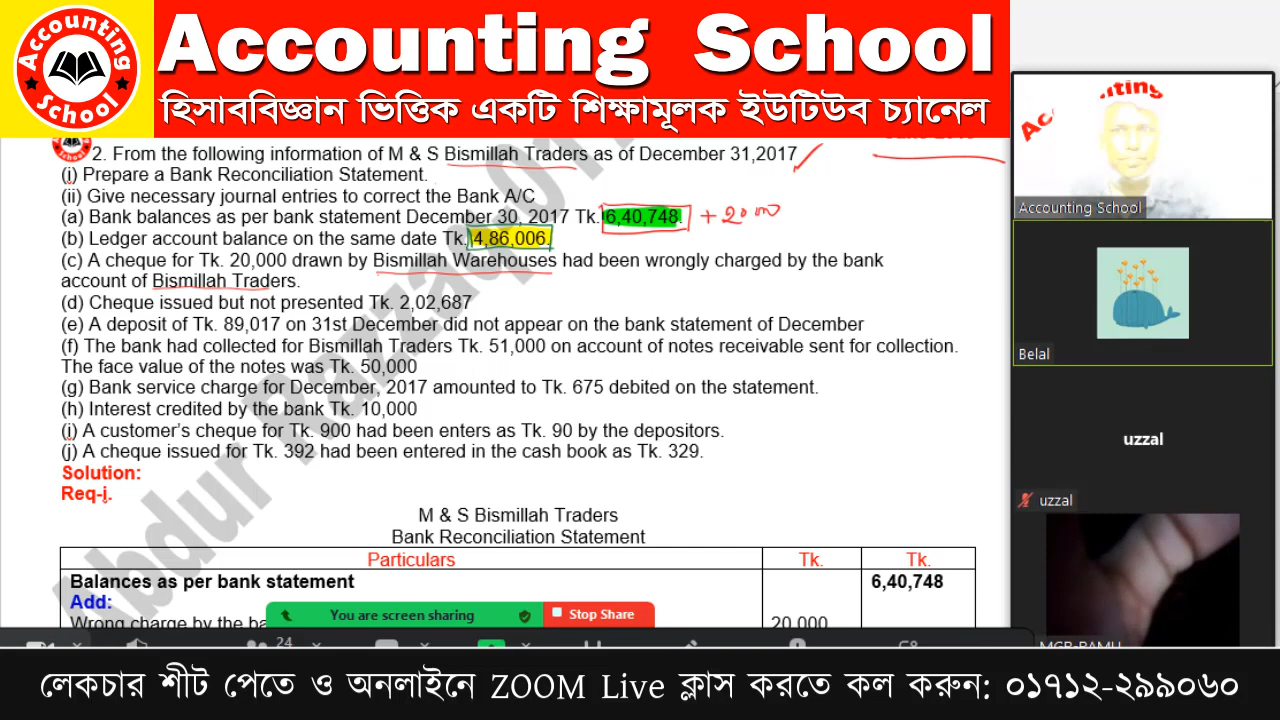 Accounting School
Accounting School
হিসাববিজ্ঞান ভিত্তিক একটি শিক্ষামূলক ইউটিউব চ্যানেল
2. From the following information of M & S Bismillah Traders as of December 31,2017
(i) Prepare a Bank Reconciliation Statement.
(ii) Give necessary journal entries to correct the Bank A/C
(a) Bank balances as per bank statement December 30, 2017 Tk. 6,40,748. + 20000
(b) Ledger account balance on the same date Tk. 4,86,006.
(c) A cheque for Tk. 20,000 drawn by Bismillah Warehouses had been wrongly charged by the bank
account of Bismillah Traders.
(d) Cheque issued but not presented Tk. 2,02,687
(e) A deposit of Tk. 89,017 on 31st December did not appear on the bank statement of December
(f) The bank had collected for Bismillah Traders Tk. 51,000 on account of notes receivable sent for collection.
The face value of the notes was Tk. 50,000
(g) Bank service charge for December, 2017 amounted to Tk. 675 debited on the statement.
(h) Interest credited by the bank Tk. 10,000
(i) A customer's cheque for Tk. 900 had been enters as Tk. 90 by the depositors.
(j) A cheque issued for Tk. 392 had been entered in the cash book as Tk. 329.
Solution:
Req-i.
M & S Bismillah Traders
Bank Reconciliation Statement
Particulars Tk. Tk.
Balances as per bank statement 6,40,748
Add:
Wrong charge by the ba 20,000
You are screen sharing Stop Share
24
Abdur Razzaq
Accounting School
Belal
uzzal
uzzal
লেকচার শীট পেতে ও অনলাইনে ZOOM Live ক্লাস করতে কল করুন: ০১৭১২-২৯৯০৬০